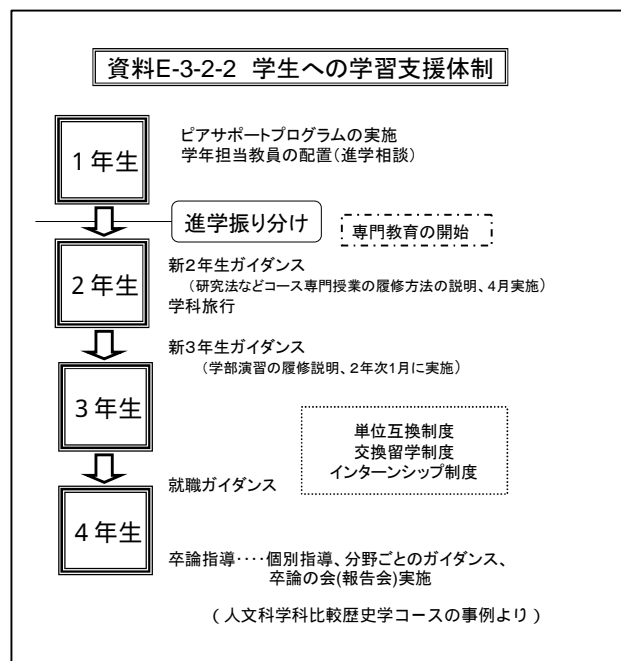 資料E-3-2-2 学生への学習支援体制
1年生
ピアサポートプログラムの実施
学年担当教員の配置(進学相談)
進学振り分け
専門教育の開始
2年生
新2年生ガイダンス
(研究法などコース専門授業の履修方法の説明、4月実施)
学科旅行
新3年生ガイダンス
(学部演習の履修説明、2年次1月に実施)
3年生
単位互換制度
交換留学制度
インターンシップ制度
就職ガイダンス
4年生
卒論指導‥‥個別指導、分野ごとのガイダンス、
卒論の会(報告会)実施
(人文科学科比較歴史学コースの事例より)